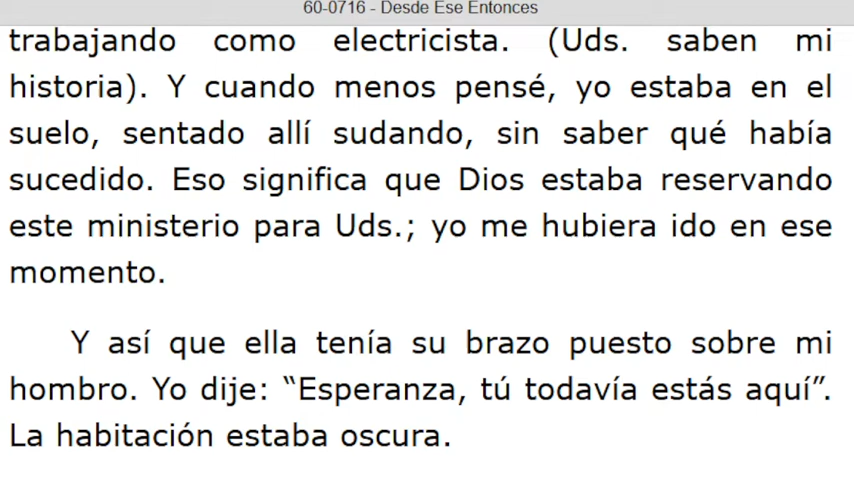 60-0716 - Desde Ese Entonces
trabajando como electricista. (Uds. saben mi
historia). Y cuando menos pensé, yo estaba en el
suelo, sentado allí sudando, sin saber qué había
sucedido. Eso significa que Dios estaba reservando
este ministerio para Uds.; yo me hubiera ido en ese
momento.
Y así que ella tenía su brazo puesto sobre mi
hombro. Yo dije: “Esperanza, tú todavía estás aquí”.
La habitación estaba oscura.